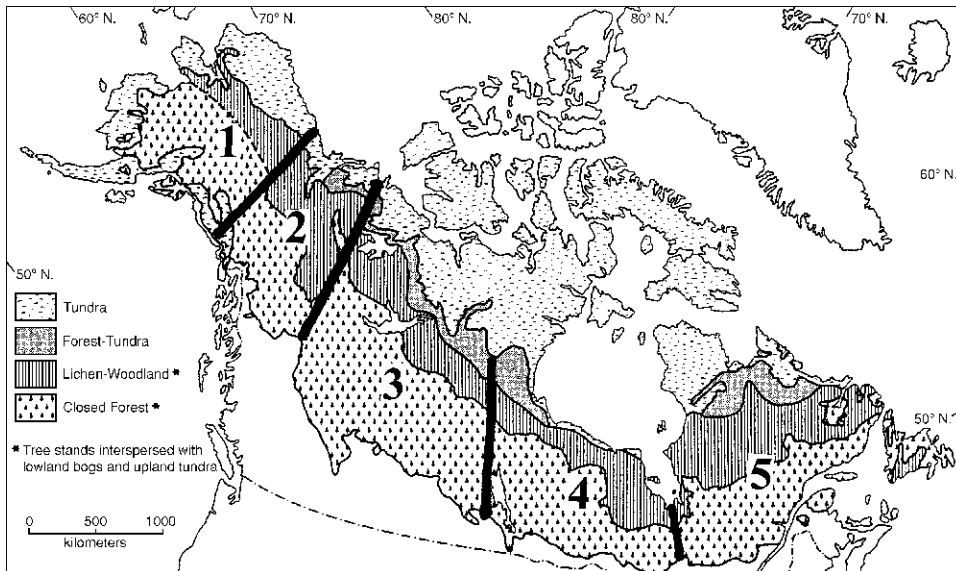 60° N.
70° N.
80° N.
80° N.
70° N.
60° N.
50° N.
50° N.
1
2
3
4
5
Tundra
Forest-Tundra
Lichen-Woodland *
Closed Forest *
* Tree stands interspersed with
lowland bogs and upland tundra
0 500 1000
kilometers